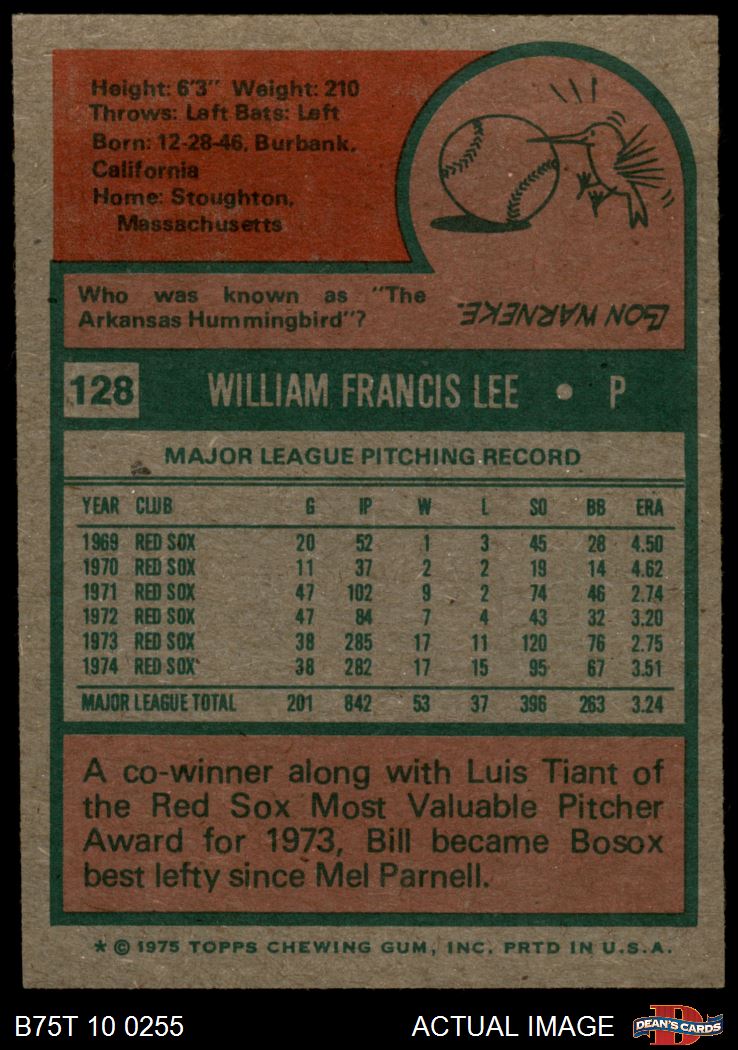 Height: 6'3" Weight: 210
Throws: Left Bats: Left
Born: 12-28-46, Burbank,
California
Home: Stoughton,
Massachusetts
Who was known as "The
Arkansas Hummingbird"?
LON WARNEKE.
128 WILLIAM FRANCIS LEE • P
MAJOR LEAGUE PITCHING RECORD
YEAR CLUB G IP W L SO BB ERA
1969 RED SOX 20 52 1 3 45 28 4.50
1970 RED SOX 11 37 2 2 19 14 4.62
1971 RED SOX 47 102 9 2 74 46 2.74
1972 RED SOX 47 84 7 4 43 32 3.20
1973 RED SOX 38 285 17 11 120 76 2.75
1974 RED SOX 38 282 17 15 95 67 3.51
MAJOR LEAGUE TOTAL 201 842 53 37 396 263 3.24
A co-winner along with Luis Tiant of
the Red Sox Most Valuable Pitcher
Award for 1973, Bill became Bosox
best lefty since Mel Parnell.
* © 1975 TOPPS CHEWING GUM, INC. PRTD IN U.S.A.
B75T 10 0255 ACTUAL IMAGE DEAN'S CARDS